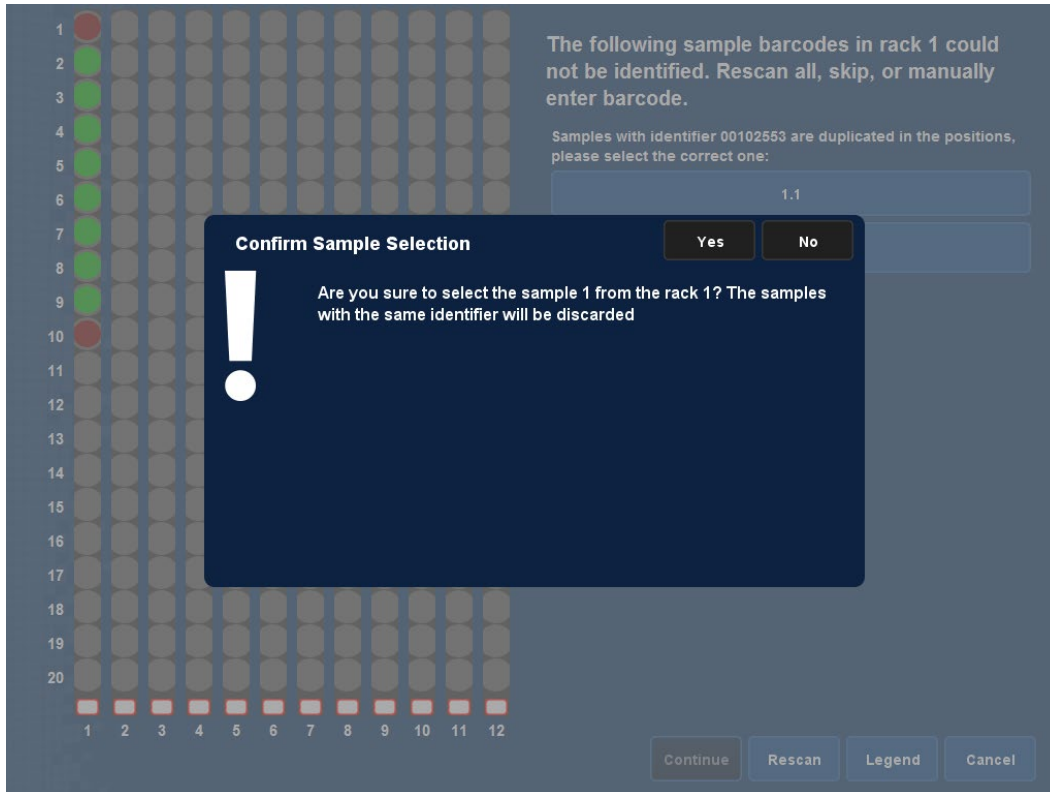 The following sample barcodes in rack 1 could
not be identified. Rescan all, skip, or manually
enter barcode.
Samples with identifier 00102553 are duplicated in the positions,
please select the correct one:
1.1
Confirm Sample Selection
Yes
No
Are you sure to select the sample 1 from the rack 1? The samples
with the same identifier will be discarded
1
2
3
4
5
6
7
8
9
10
11
12
13
14
15
16
17
18
19
20
1 2 3 4 5 6 7 8 9 10 11 12
Continue
Rescan
Legend
Cancel